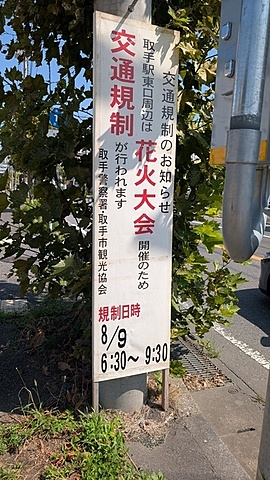 交通規制のお知らせ
取手駅東口周辺は
花火大会開催のため
交通規制が行われます
取手警察署・取手市観光協会
規制日時
8/9
6:30〜9:30